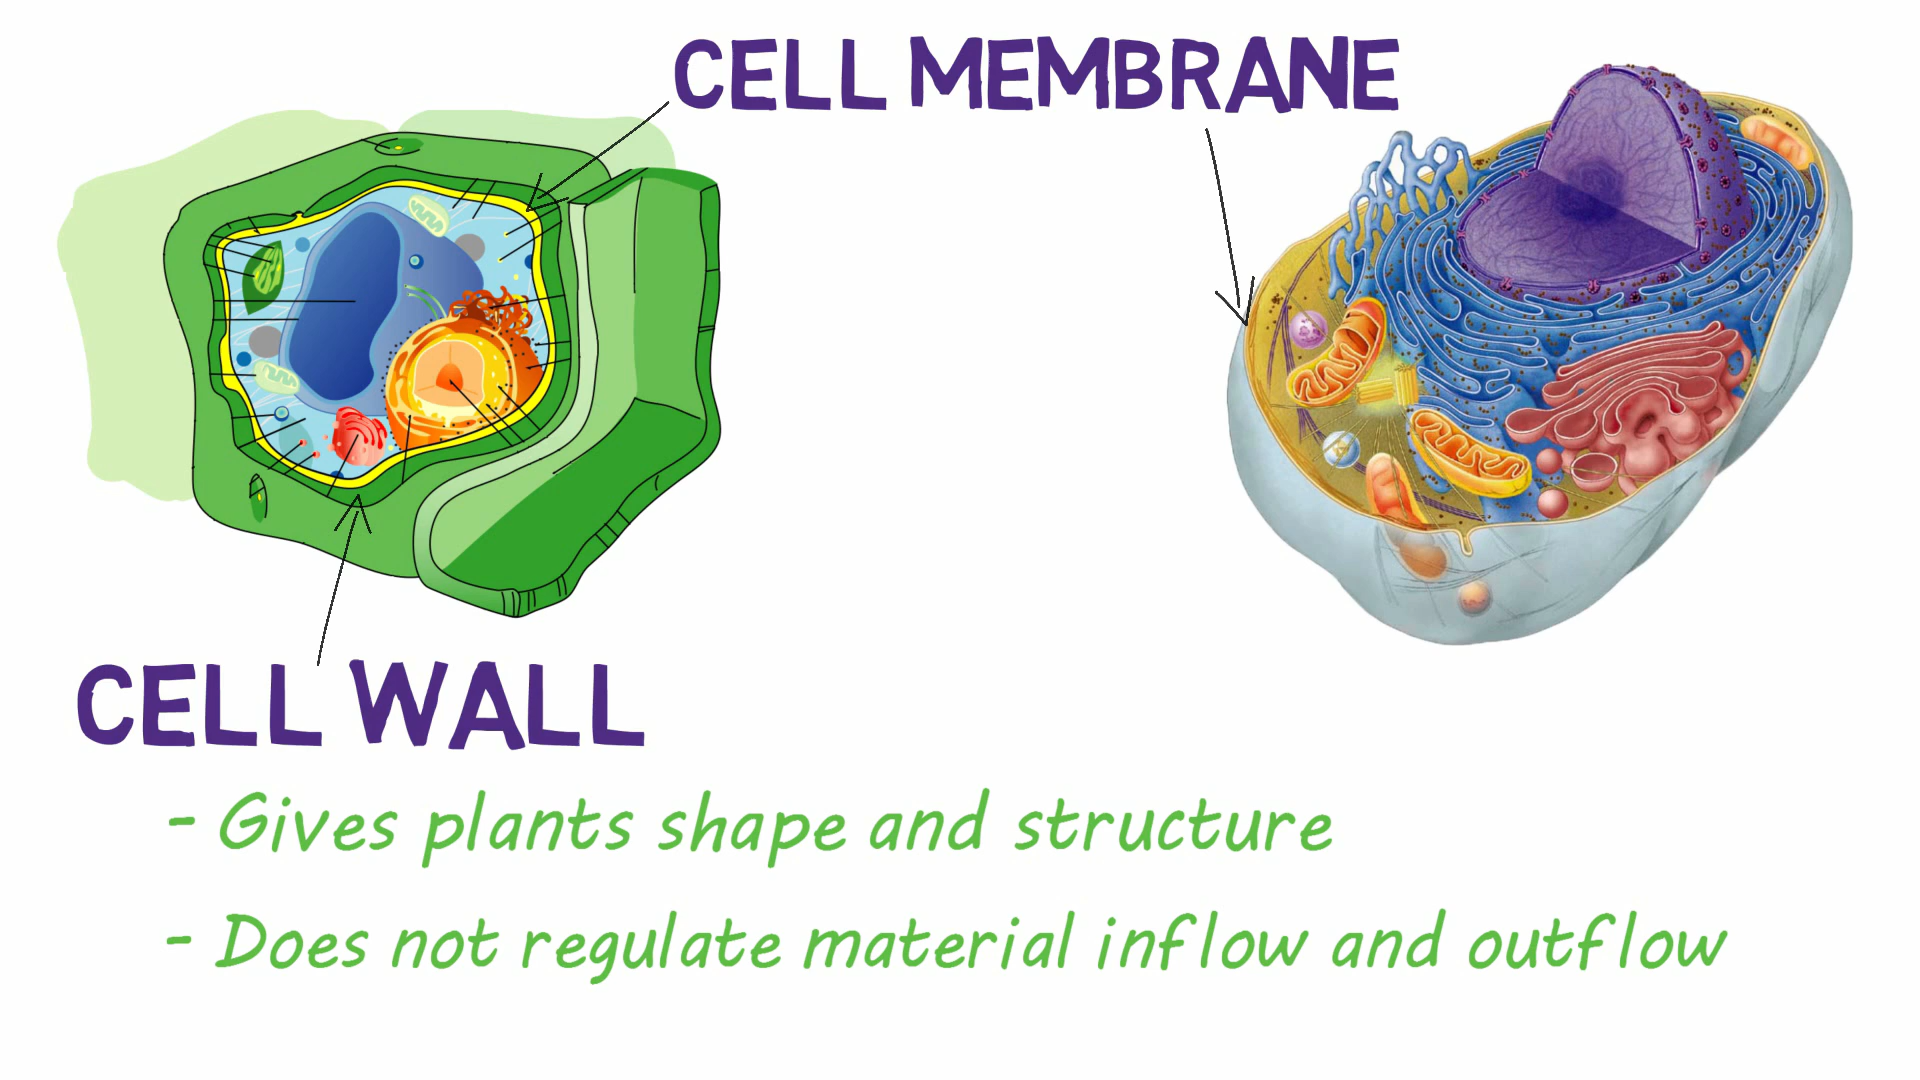 CELL MEMBRANE
CELL WALL
- Gives plants shape and structure
- Does not regulate material inflow and outflow